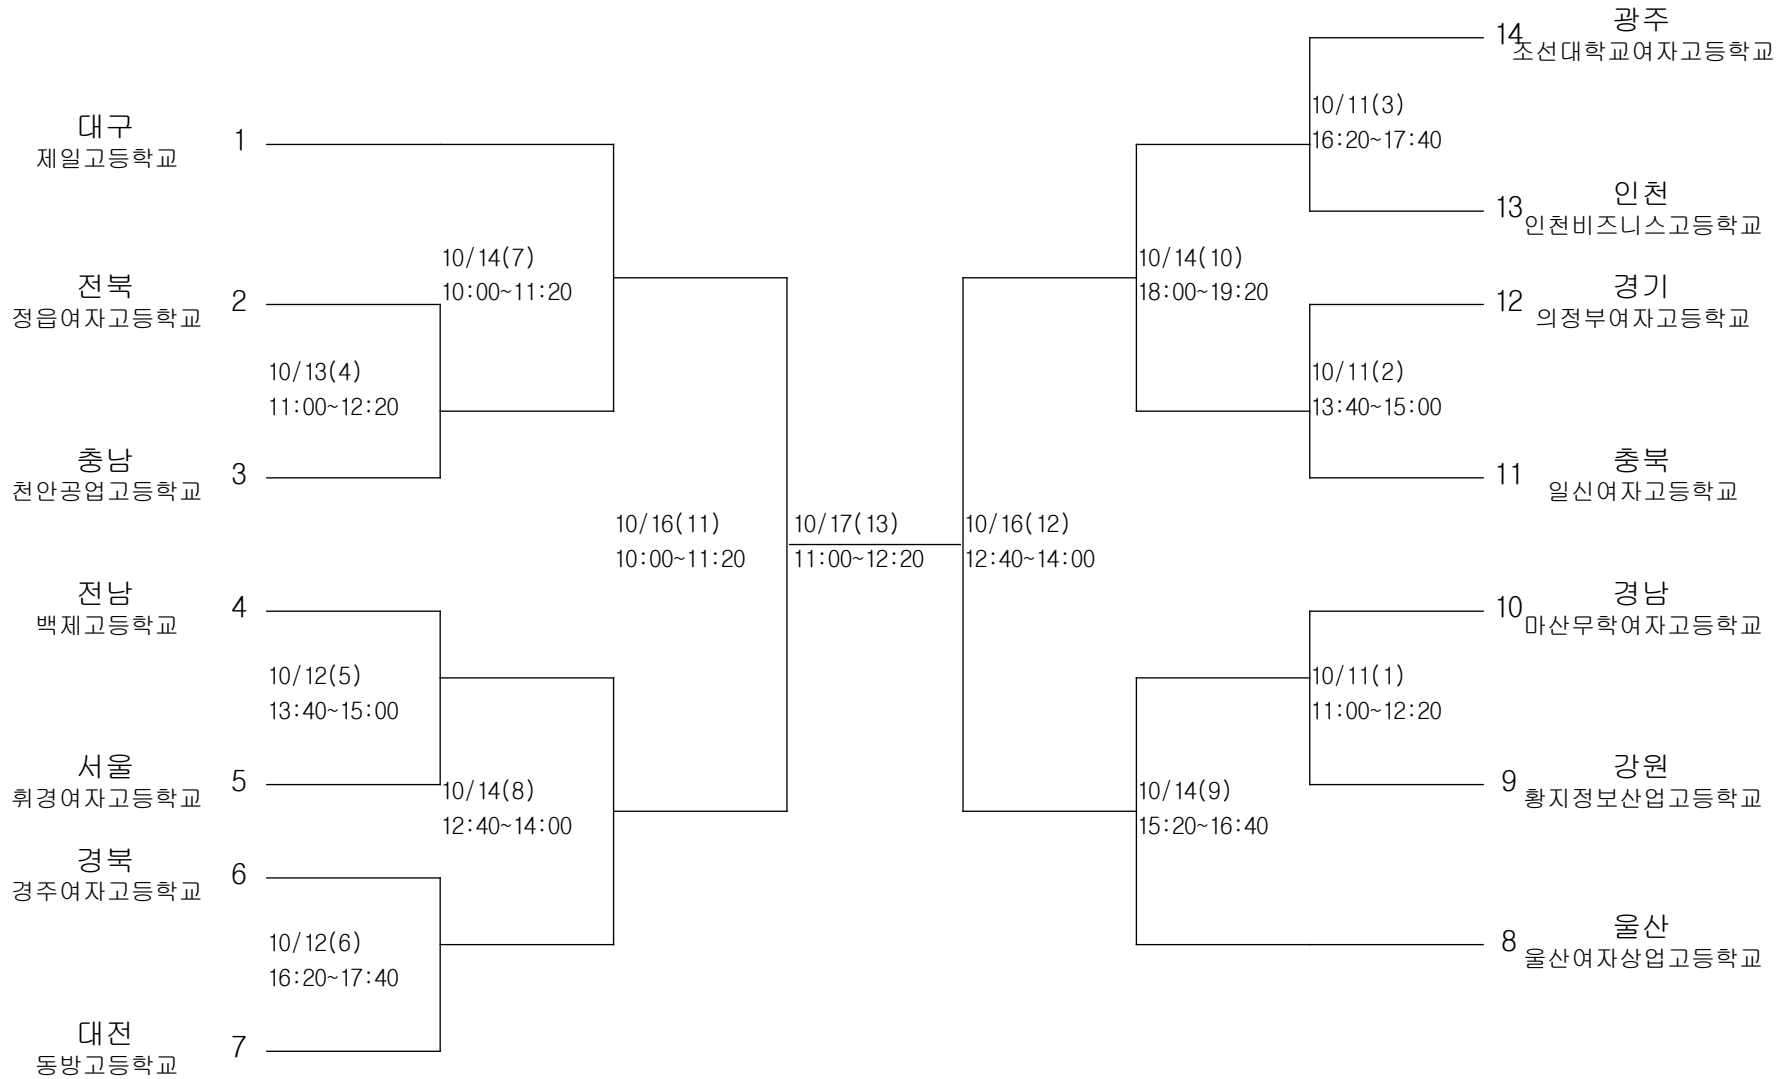 대구
제일고등학교
1
전북
정읍여자고등학교
2
10/13(4)
11:00~12:20
충남
천안공업고등학교
3
10/14(7)
10:00~11:20
전남
백제고등학교
4
10/12(5)
13:40~15:00
서울
휘경여자고등학교
5
10/14(8)
12:40~14:00
경북
경주여자고등학교
6
10/12(6)
16:20~17:40
대전
동방고등학교
7
10/16(11)
10:00~11:20
10/17(13)
11:00~12:20
10/16(12)
12:40~14:00
14
광주
조선대학교여자고등학교
10/11(3)
16:20~17:40
13
인천
인천비즈니스고등학교
10/14(10)
18:00~19:20
12
경기
의정부여자고등학교
10/11(2)
13:40~15:00
11
충북
일신여자고등학교
10
경남
마산무학여자고등학교
10/11(1)
11:00~12:20
9
강원
황지정보산업고등학교
10/14(9)
15:20~16:40
8
울산
울산여자상업고등학교